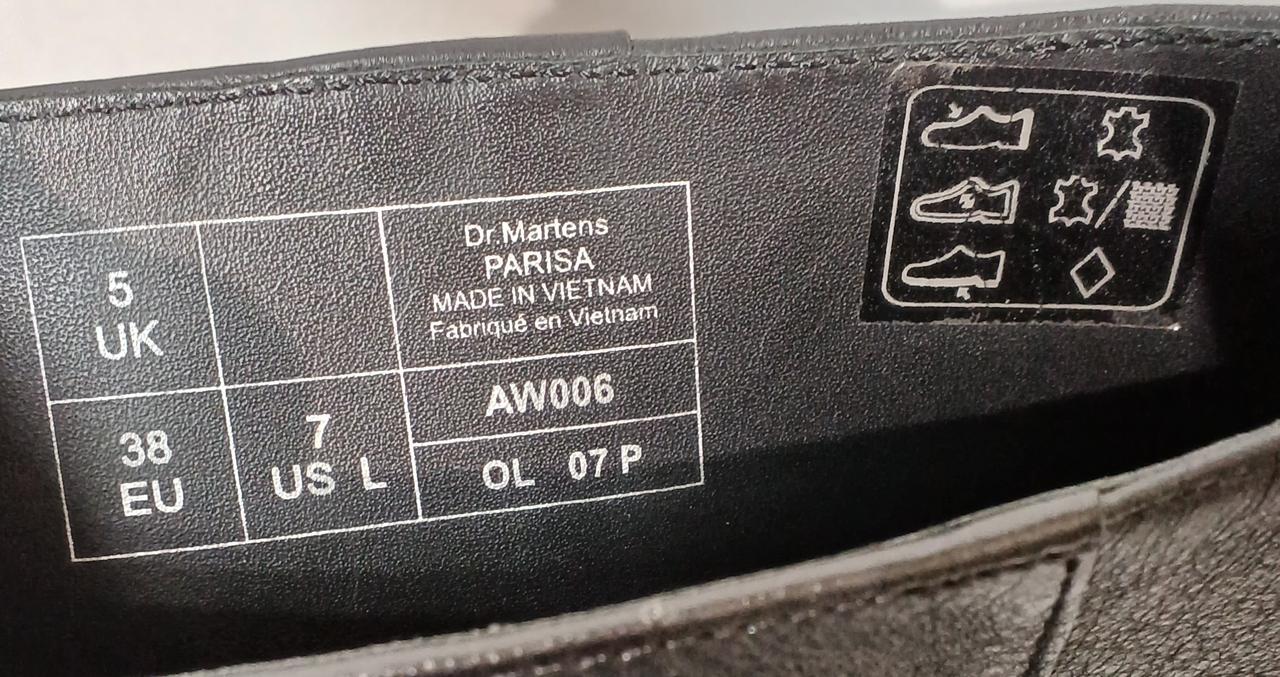 5
UK
38
EU
7
US L
Dr.Martens
PARISA
MADE IN VIETNAM
Fabriqué en Vietnam
AW006
OL 07 P